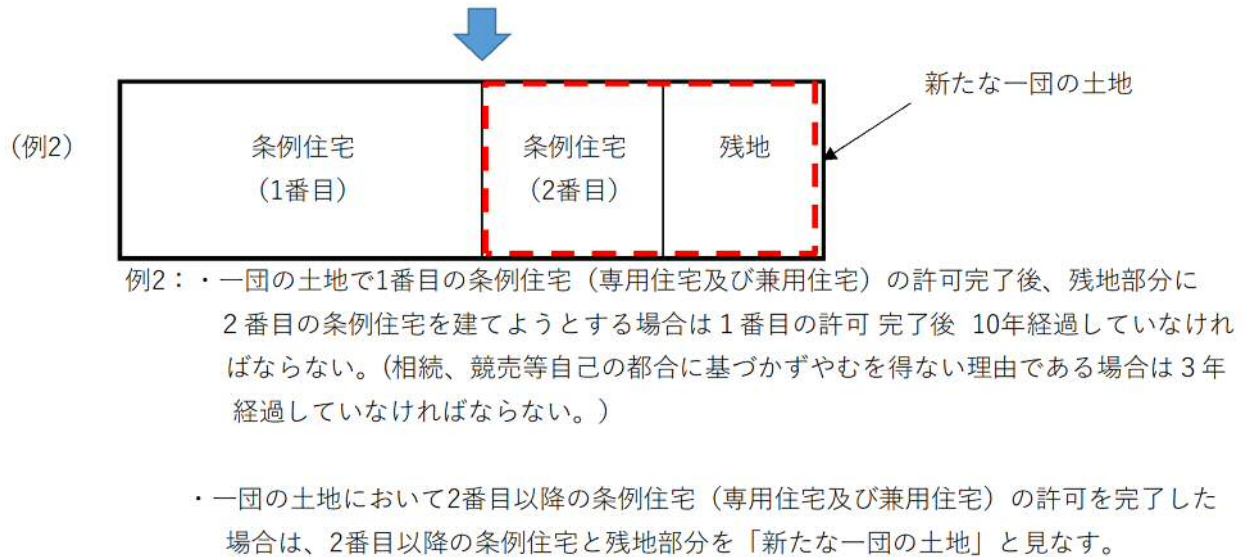 新たな一団の土地
（例2）
条例住宅
（1番目）
条例住宅
（2番目）
残地
例2：・一団の土地で1番目の条例住宅（専用住宅及び兼用住宅）の許可完了後、残地部分に
２番目の条例住宅を建てようとする場合は１番目の許可 完了後 10年経過していなけれ
ばならない。(相続、競売等自己の都合に基づかずやむを得ない理由である場合は３年
経過していなければならない。）
・一団の土地において2番目以降の条例住宅（専用住宅及び兼用住宅）の許可を完了した
場合は、2番目以降の条例住宅と残地部分を「新たな一団の土地」と見なす。